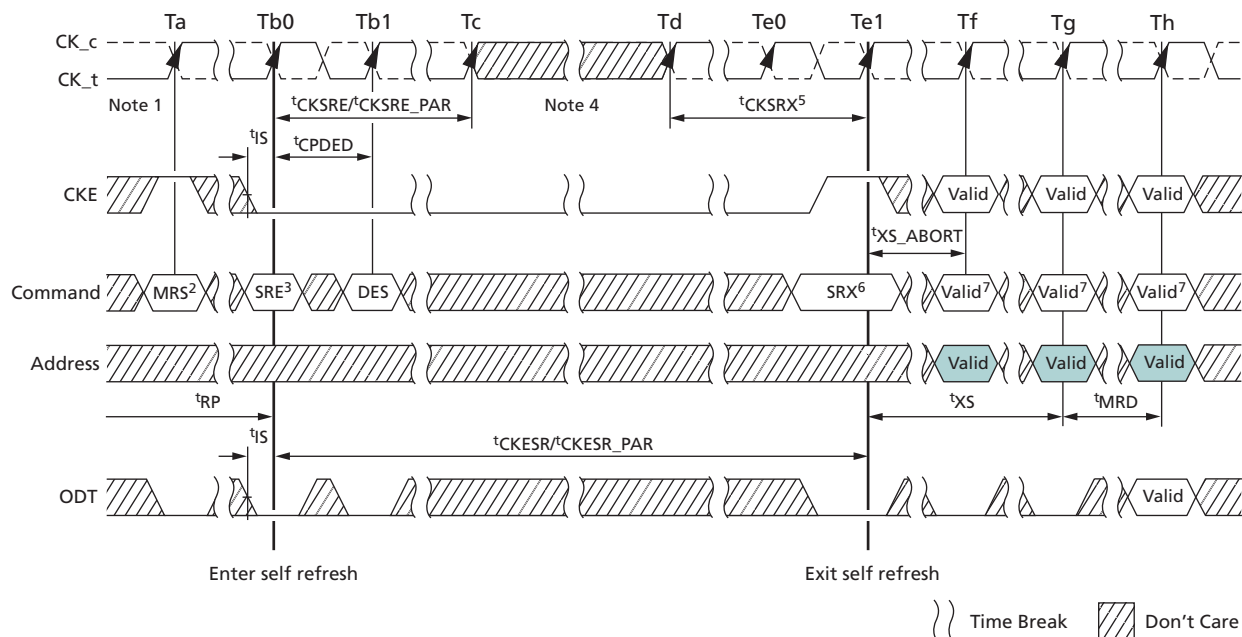 Ta Tb0 Tb1 Tc Td Te0 Te1 Tf Tg Th
CK_c
CK_t
Note 1 tCKSRE/tCKSRE_PAR Note 4 tCKSRX5
tIS tCPDED
CKE Valid Valid Valid
tXS_ABORT
Command MRS2 SRE3 DES SRX6 Valid7 Valid7 Valid7
Address Valid Valid Valid
tRP tXS tMRD
tIS tCKESR/tCKESR_PAR
ODT Valid
Enter self refresh Exit self refresh
Time Break Don't Care